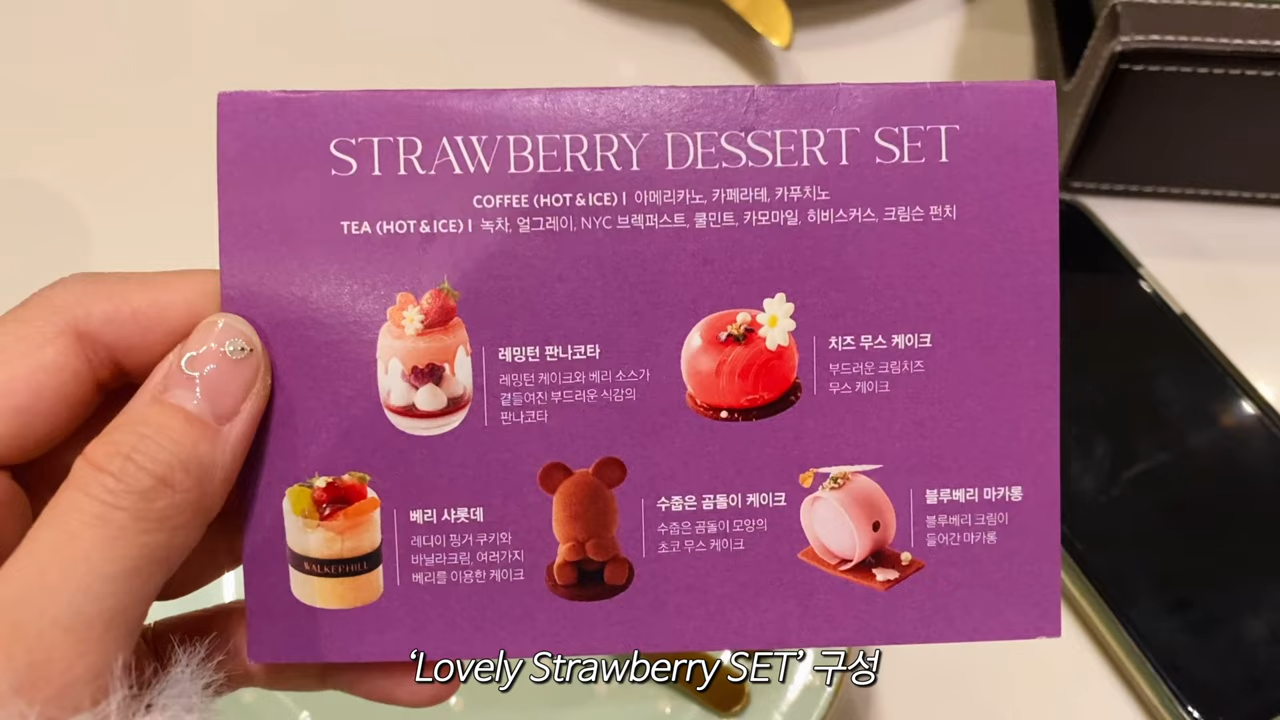 STRAWBERRY DESSERT SET
COFFEE (HOT & ICE) | 아메리카노, 카페라테, 카푸치노
TEA (HOT & ICE) | 녹차, 얼그레이, NYC 브렉퍼스트, 쿨민트, 카모마일, 히비스커스, 크림슨 펀치
레밍턴 판나코타
레밍턴 케이크와 베리 소스가
곁들여진 부드러운 식감의
판나코타
치즈 무스 케이크
부드러운 크림치즈
무스 케이크
베리 샤롯데
레디이 핑거 쿠키와
바닐라크림, 여러가지
베리를 이용한 케이크
WALKERHILL
수줍은 곰돌이 케이크
수줍은 곰돌이 모양의
초코 무스 케이크
블루베리 마카롱
블루베리 크림이
들어간 마카롱
‘Lovely Strawberry SET’ 구성